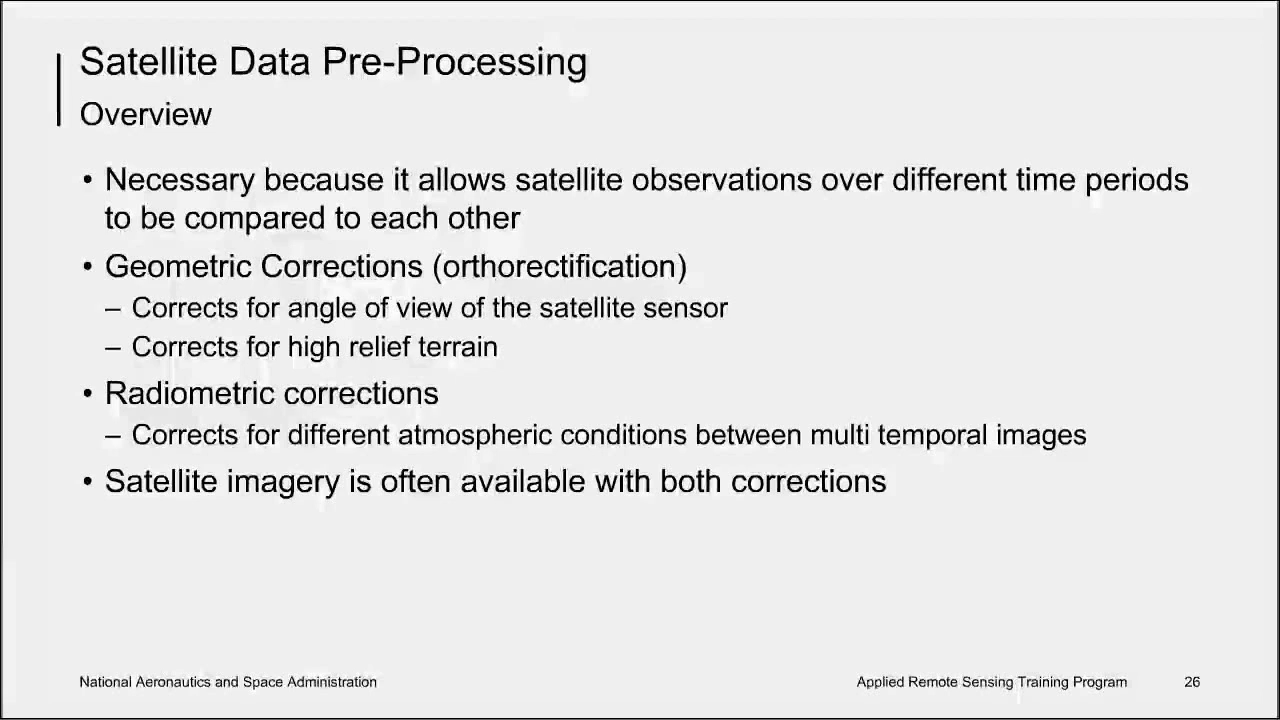 Satellite Data Pre-Processing
Overview
• Necessary because it allows satellite observations over different time periods
to be compared to each other
• Geometric Corrections (orthorectification)
– Corrects for angle of view of the satellite sensor
– Corrects for high relief terrain
• Radiometric corrections
– Corrects for different atmospheric conditions between multi temporal images
• Satellite imagery is often available with both corrections
National Aeronautics and Space Administration
Applied Remote Sensing Training Program
26